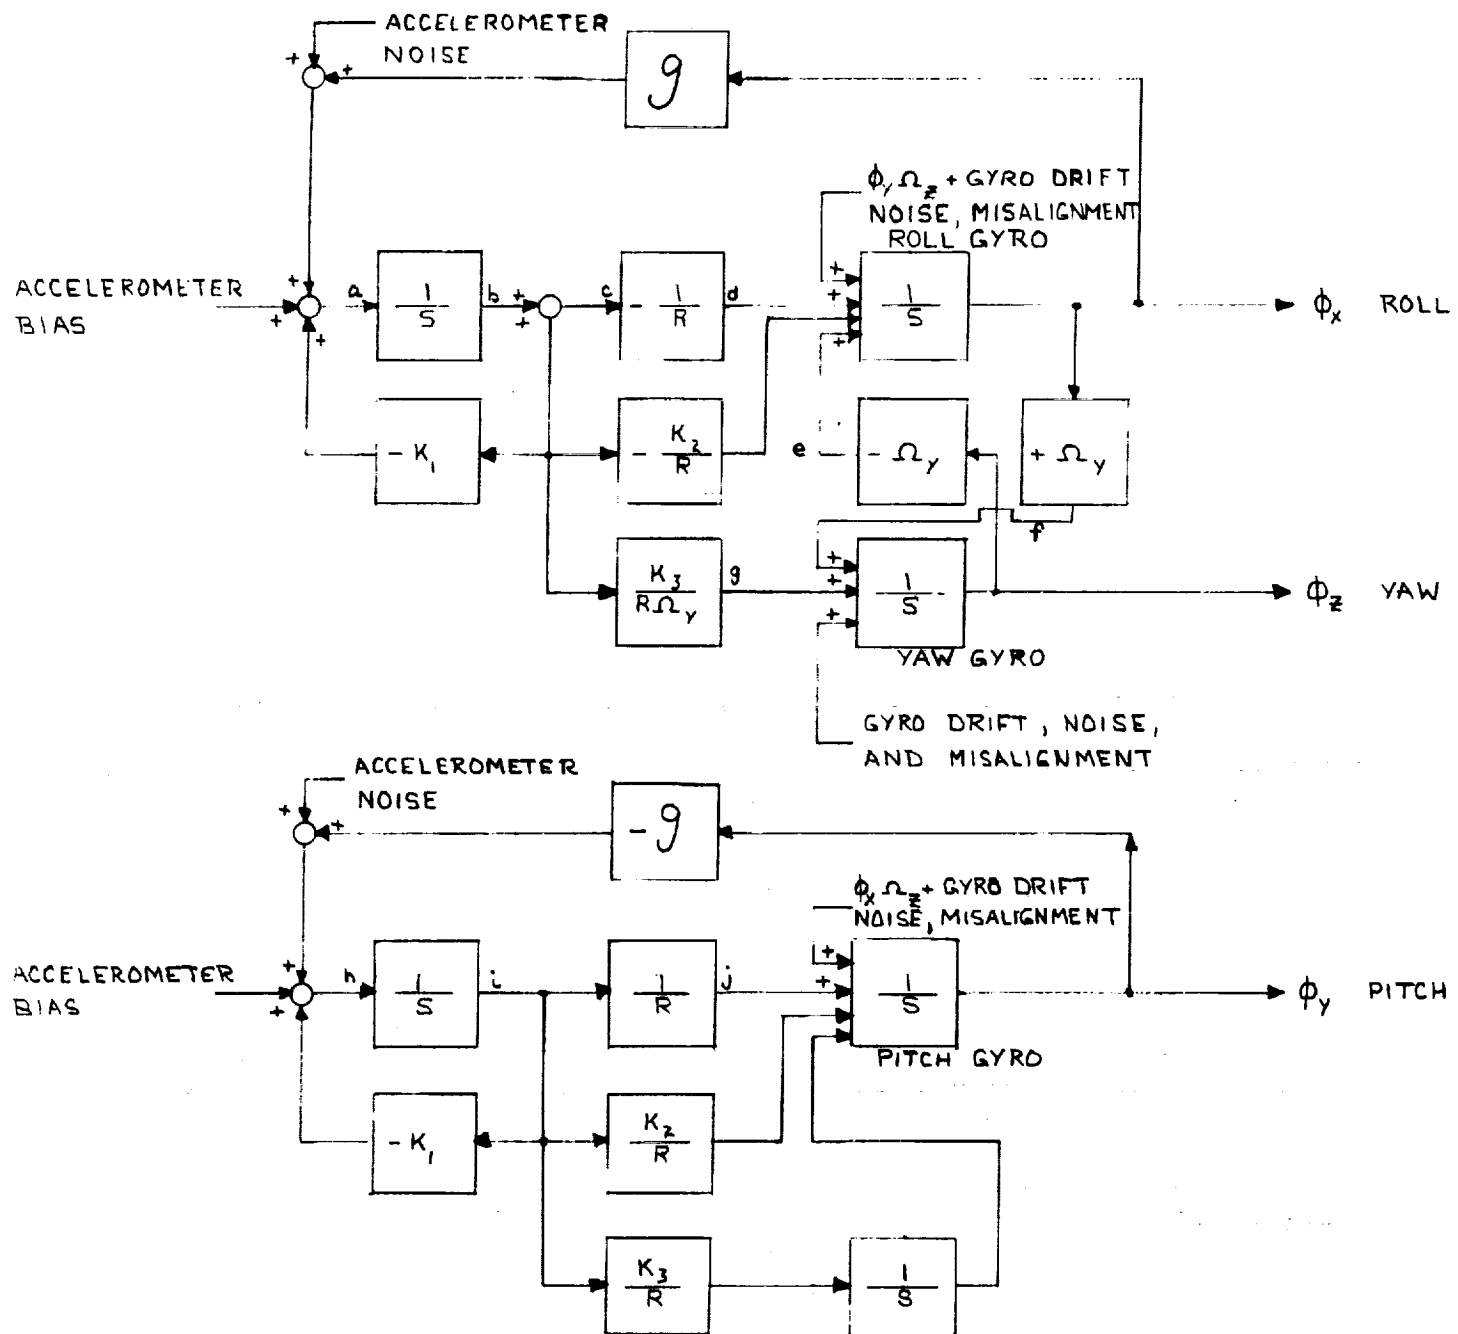 ACCELEROMETER
NOISE
+
+
g
ϕy Ωz + GYRO DRIFT
NOISE, MISALIGNMENT
ROLL GYRO
ACCELEROMETER
BIAS
+
+
+
a
1/S
b
+
+
c
- 1/R
d
+
+
+
1/S
ϕx ROLL
- K1
- K2/R
e
- Ωy
+ Ωy
f
K3/RΩy
g
+
+
+
1/S
ϕz YAW
YAW GYRO
GYRO DRIFT, NOISE,
AND MISALIGNMENT
ACCELEROMETER
NOISE
+
+
- g
ϕx Ωz + GYRO DRIFT
NOISE, MISALIGNMENT
ACCELEROMETER
BIAS
+
+
h
1/S
i
1/R
j
+
+
1/S
ϕy PITCH
PITCH GYRO
- K1
K2/R
K3/R
1/S